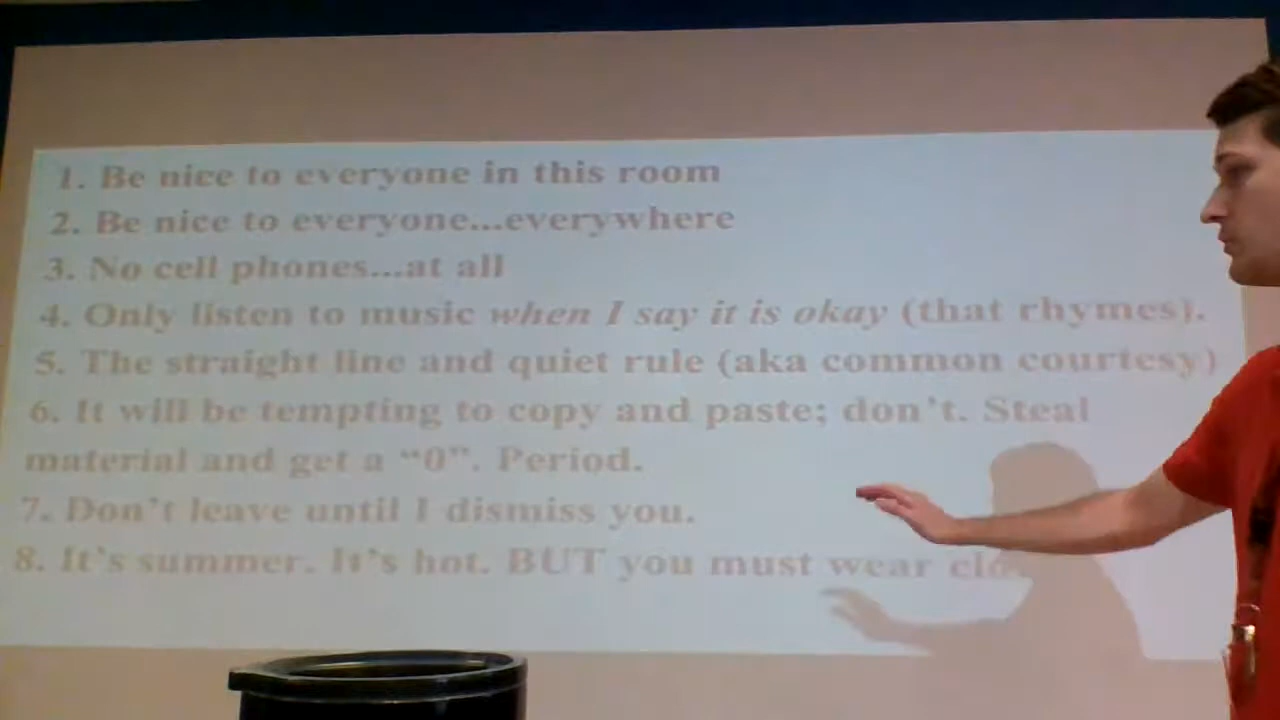 1. Be nice to everyone in this room
2. Be nice to everyone...everywhere
3. No cell phones...at all
4. Only listen to music when I say it is okay (that rhymes).
5. The straight line and quiet rule (aka common courtesy)
6. It will be tempting to copy and paste; don't. Steal
material and get a “0”. Period.
7. Don't leave until I dismiss you.
8. It's summer. It's hot. BUT you must wear